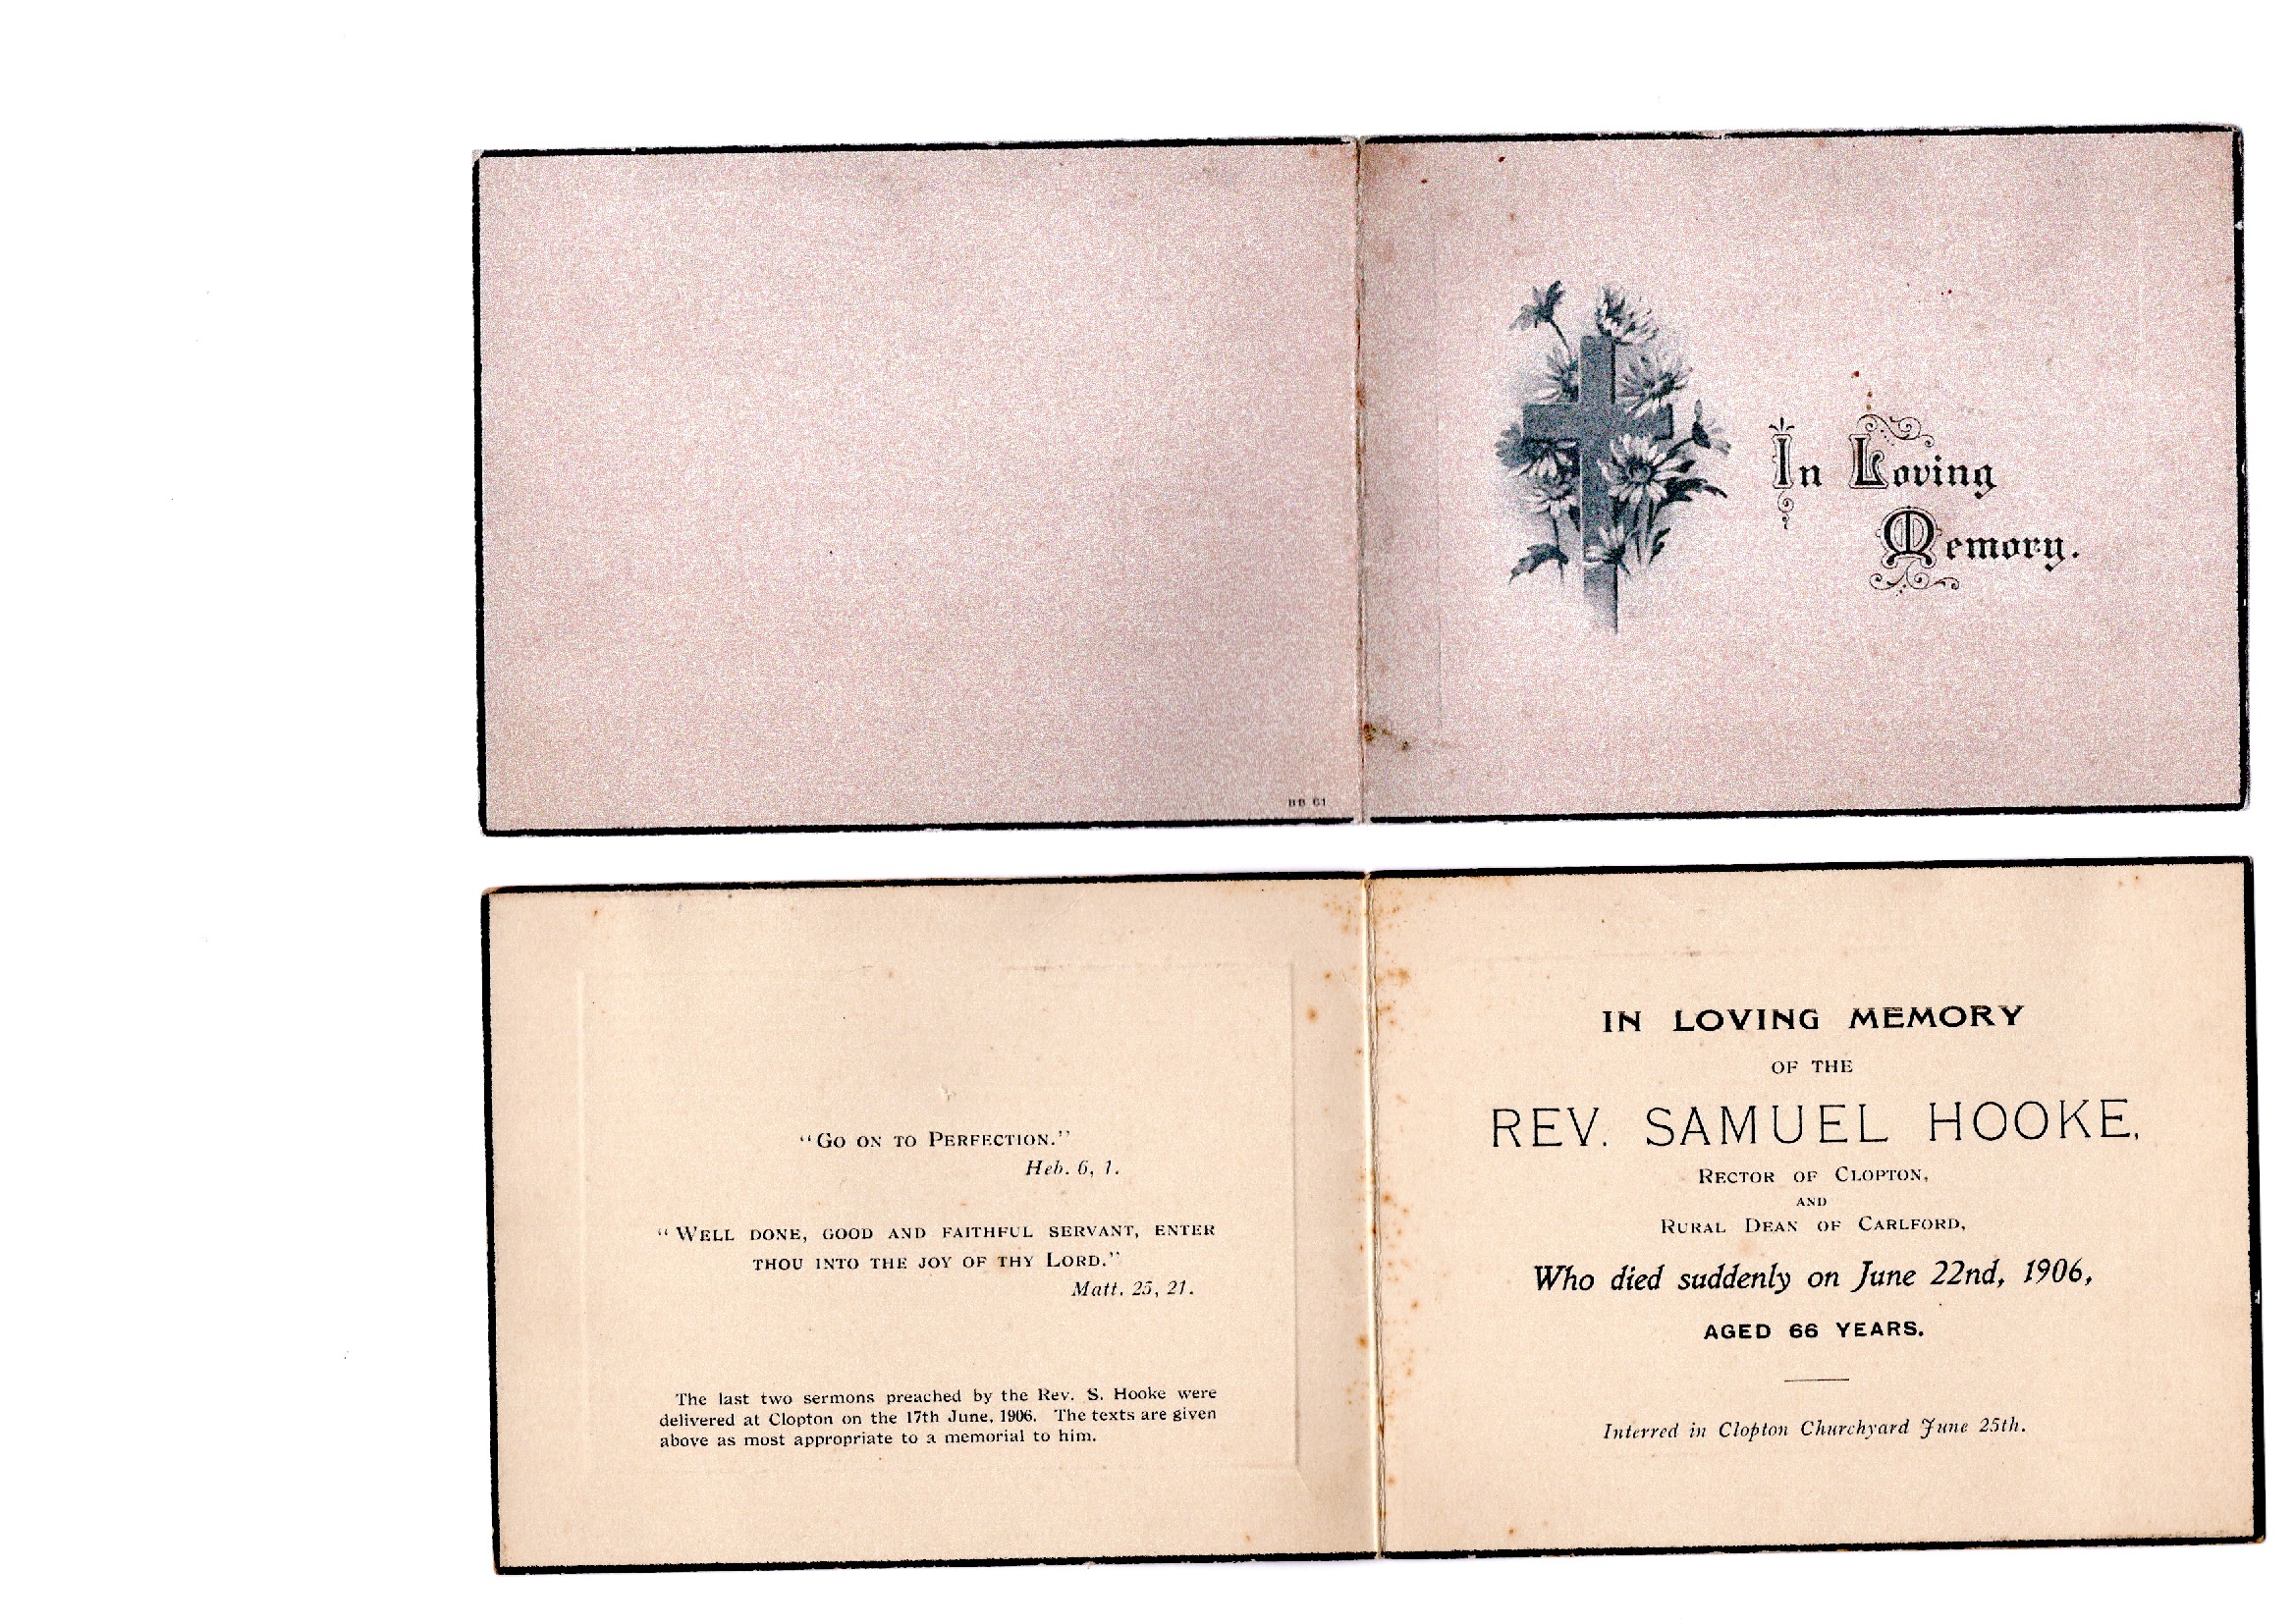 In Loving
Memory.
BB 61
"Go on to Perfection."
Heb. 6, 1.
"Well done, good and faithful servant, enter
thou into the joy of thy Lord."
Matt. 25, 21.
The last two sermons preached by the Rev. S. Hooke were
delivered at Clopton on the 17th June, 1906. The texts are given
above as most appropriate to a memorial to him.
IN LOVING MEMORY
OF THE
REV. SAMUEL HOOKE,
Rector of Clopton,
AND
Rural Dean of Carlford,
Who died suddenly on June 22nd, 1906,
AGED 66 YEARS.
Interred in Clopton Churchyard June 25th.